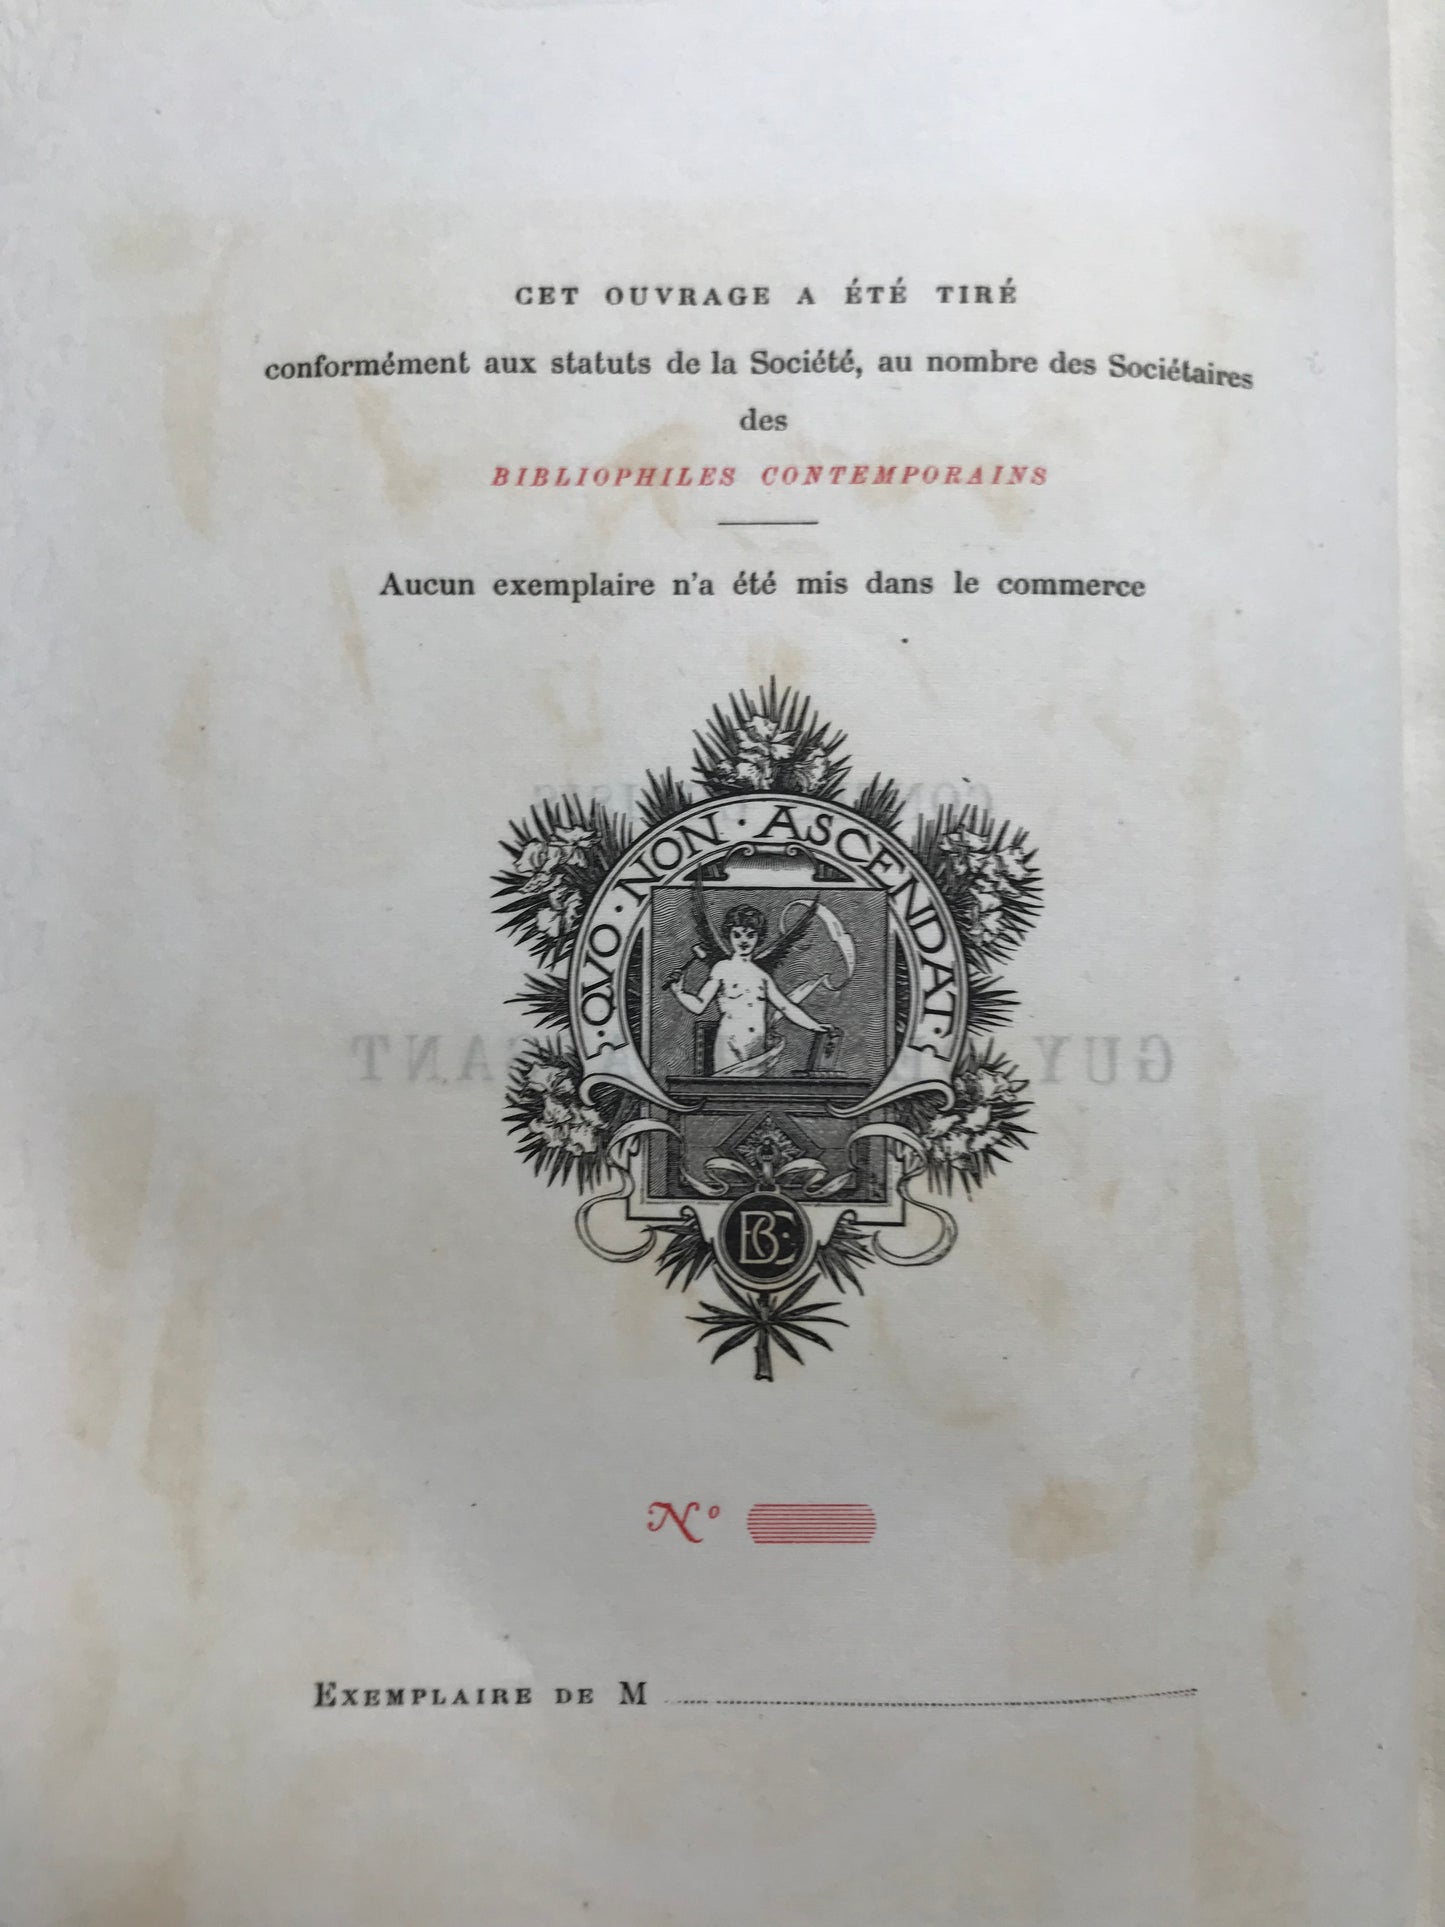 CET OUVRAGE A ÉTÉ TIRÉ
conformément aux statuts de la Société, au nombre des Sociétaires
des
BIBLIOPHILES CONTEMPORAINS
Aucun exemplaire n'a été mis dans le commerce
· QVO · NON · ASCENDAT ·
BC
Nº
EXEMPLAIRE DE M